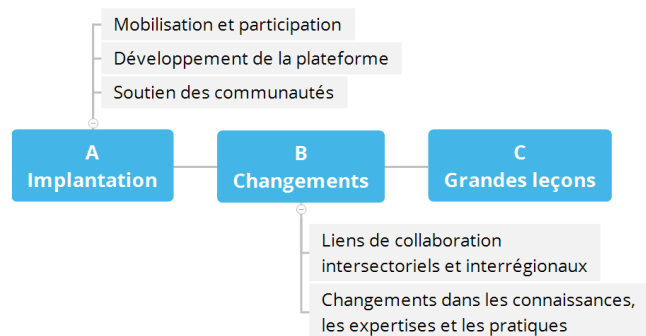 Mobilisation et participation
Développement de la plateforme
Soutien des communautés
A
Implantation
B
Changements
C
Grandes leçons
Liens de collaboration
intersectoriels et interrégionaux
Changements dans les connaissances,
les expertises et les pratiques